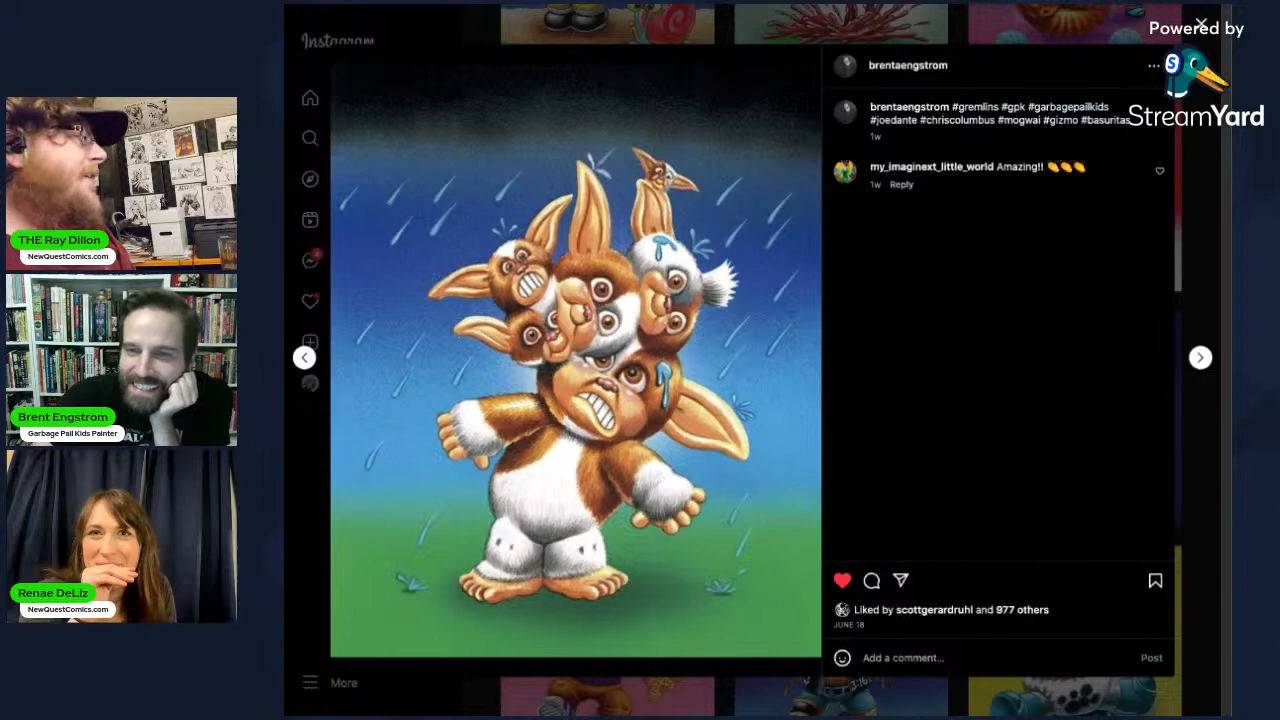 Powered by
StreamYard
Instagram
brentaengstrom
brentaengstrom #gremlins #gpk #garbagepailkids
#joedante #chriscolumbus #mogwai #gizmo #basuritas
1w
my_imaginext_little_world Amazing!! 👏👏👏
1w Reply
THE Ray Dillon
NewQuestComics.com
Brent Engstrom
Garbage Pail Kids Painter
Renae DeLiz
NewQuestComics.com
Liked by scottgerardruhl and 977 others
JUNE 18
Add a comment...
Post
More